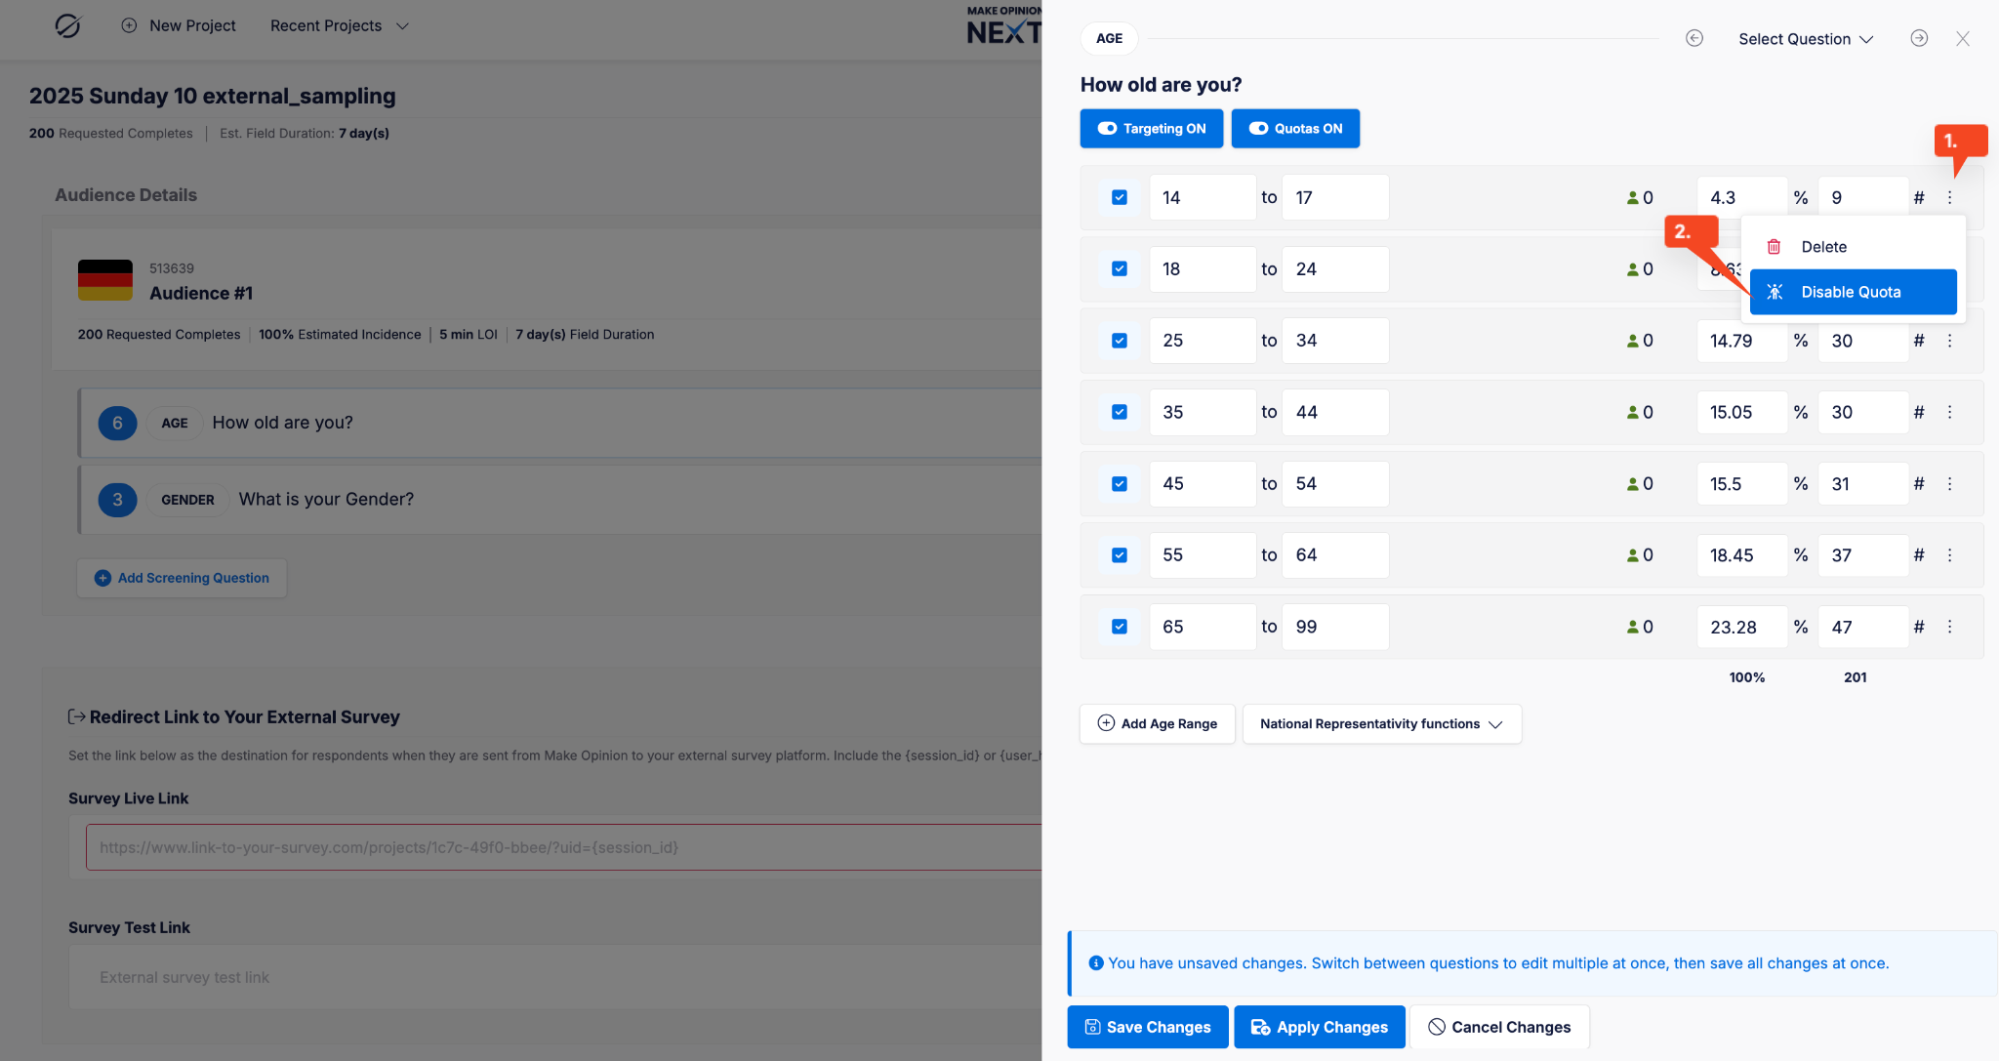 New Project
Recent Projects
MAKE OPINION
NEXT
2025 Sunday 10 external_sampling
200 Requested Completes
Est. Field Duration: 7 day(s)
Audience Details
513639
Audience #1
200 Requested Completes
100% Estimated Incidence
5 min LOI
7 day(s) Field Duration
6 AGE How old are you?
3 GENDER What is your Gender?
Add Screening Question
Redirect Link to Your External Survey
Set the link below as the destination for respondents when they are sent from Make Opinion to your external survey platform. Include the {session_id} or
Survey Live Link
https://www.link-to-your-survey.com/projects/1c7c-49f0-bbee/?uid={session_id}
Survey Test Link
External survey test link
AGE
Select Question
How old are you?
Targeting ON
Quotas ON
1.
14 to 17 0 4.3 % 9 #
2.
Delete
18 to 24 0
Disable Quota
25 to 34 0 14.79 % 30 #
35 to 44 0 15.05 % 30 #
45 to 54 0 15.5 % 31 #
55 to 64 0 18.45 % 37 #
65 to 99 0 23.28 % 47 #
100% 201
Add Age Range
National Representativity functions
You have unsaved changes. Switch between questions to edit multiple at once, then save all changes at once.
Save Changes
Apply Changes
Cancel Changes